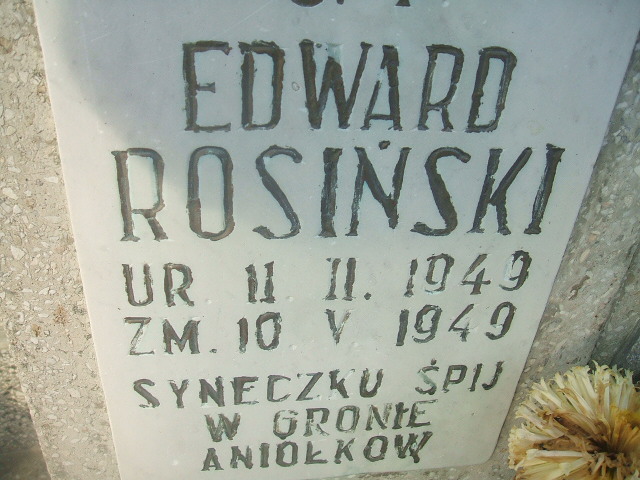 EDWARD
ROSIŃSKI
UR. 11 II. 1949
ZM. 10. V 1949
SYNECZKU ŚPIJ
W GRONIE
ANIOŁKÓW